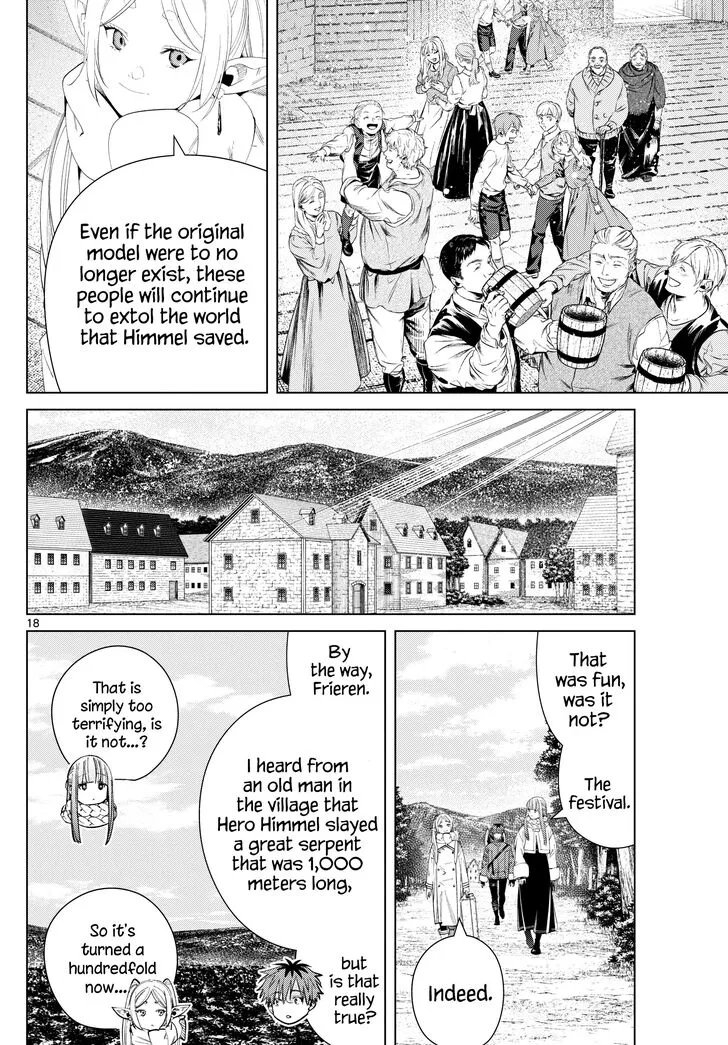 Even if the original
model were to no
longer exist, these
people will continue
to extol the world
that Himmel saved.
18
That
was fun,
was it
not?
The
festival.
Indeed.
By
the way,
Frieren.
I heard from
an old man in
the village that
Hero Himmel slayed
a great serpent
that was 1,000
meters long,
but
is that
really
true?
That is
simply too
terrifying, is
it not...?
So it's
turned a
hundredfold
now...